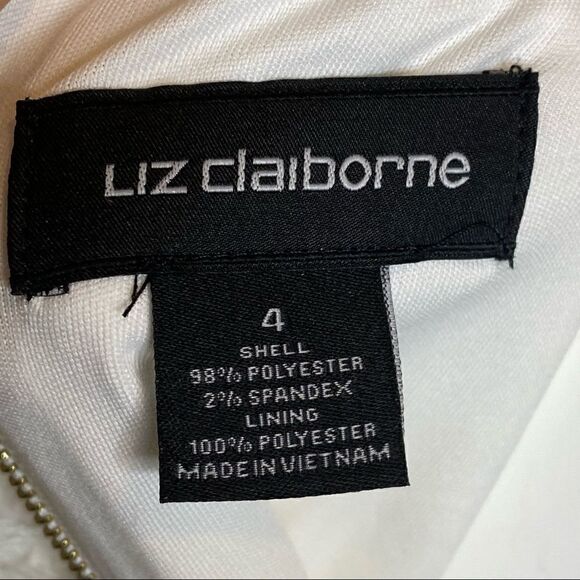 Liz claiborne
4
SHELL
98% POLYESTER
2% SPANDEX
LINING
100% POLYESTER
MADE IN VIETNAM